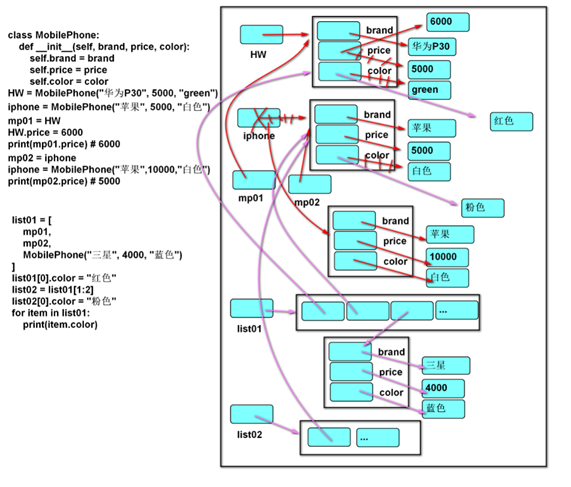 class MobilePhone:
def __init__(self, brand, price, color):
self.brand = brand
self.price = price
self.color = color
HW = MobilePhone("华为P30", 5000, "green")
iphone = MobilePhone("苹果", 5000, "白色")
mp01 = HW
HW.price = 6000
print(mp01.price) # 6000
mp02 = iphone
iphone = MobilePhone("苹果",10000,"白色")
print(mp02.price) # 5000
list01 = [
mp01,
mp02,
MobilePhone("三星", 4000, "蓝色")
]
list01[0].color = "红色"
list02 = list01[1:2]
list02[0].color = "粉色"
for item in list01:
print(item.color)
HW
brand
price
color
6000
华为P30
5000
green
红色
iphone
brand
price
color
苹果
5000
白色
粉色
mp01
mp02
brand
price
color
苹果
10000
白色
list01
...
brand
price
color
三星
4000
蓝色
list02
...